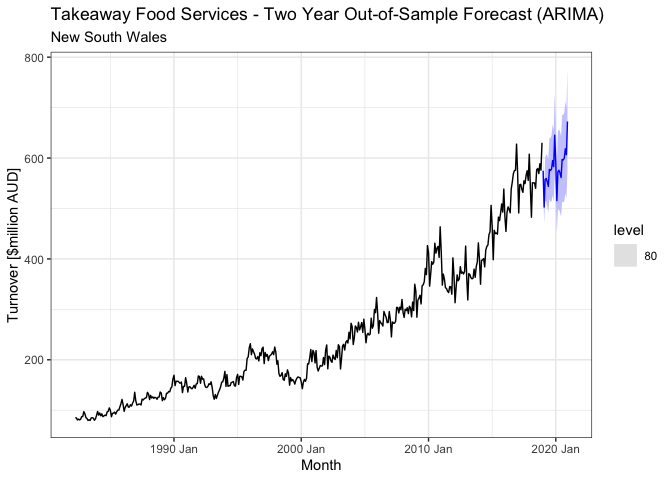 Takeaway Food Services - Two Year Out-of-Sample Forecast (ARIMA)
New South Wales
800
600
400
200
Turnover [$million AUD]
1990 Jan
2000 Jan
2010 Jan
2020 Jan
Month
level
80